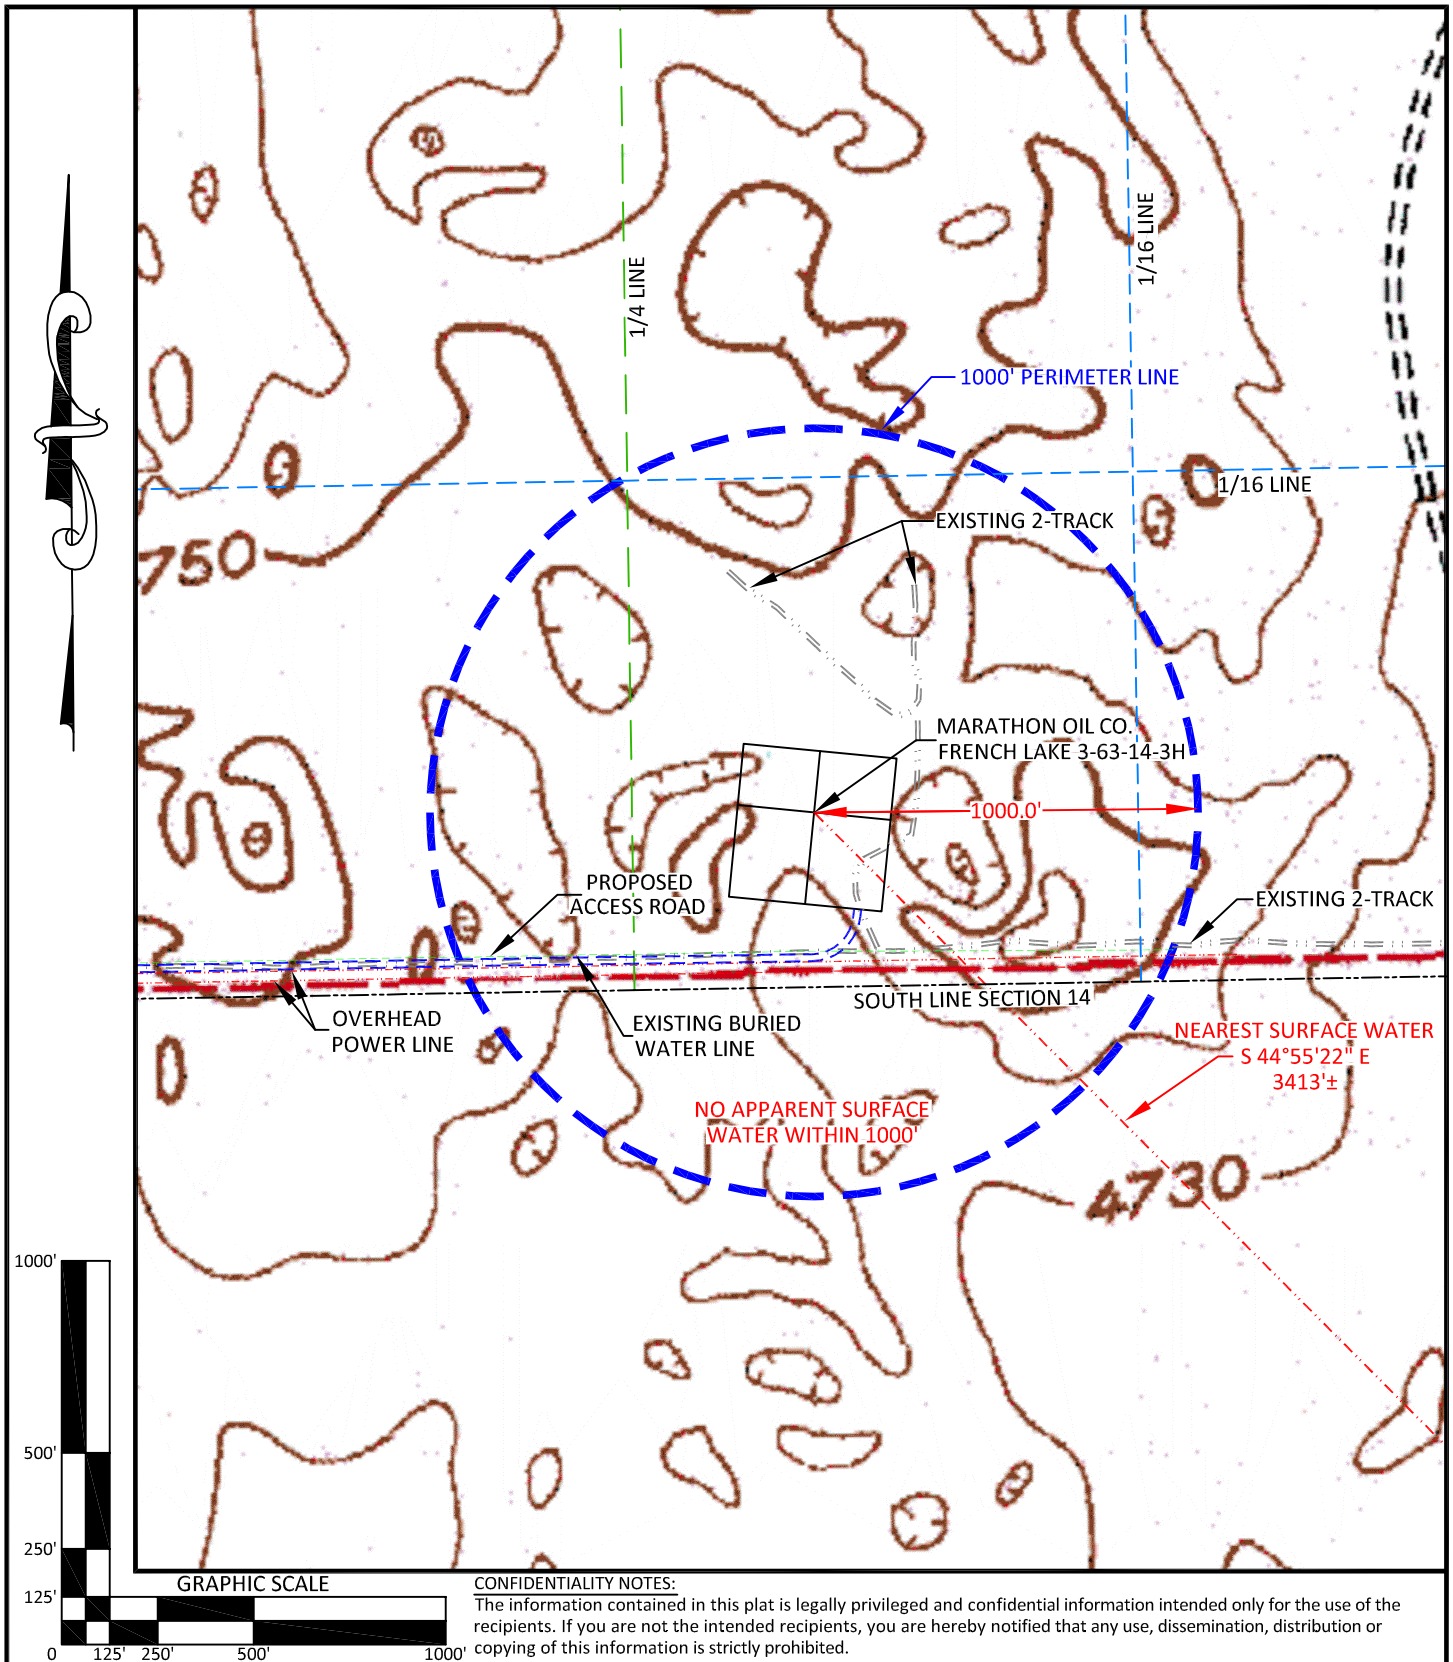 1/16 LINE
1/4 LINE
1000' PERIMETER LINE
1/16 LINE
EXISTING 2-TRACK
750
MARATHON OIL CO.
FRENCH LAKE 3-63-14-3H
1000.0'
PROPOSED
ACCESS ROAD
EXISTING 2-TRACK
SOUTH LINE SECTION 14
OVERHEAD
POWER LINE
EXISTING BURIED
WATER LINE
NEAREST SURFACE WATER
S 44°55'22" E
3413'±
NO APPARENT SURFACE
WATER WITHIN 1000'
4730
1000'
500'
250'
125'
GRAPHIC SCALE
0 125' 250' 500' 1000'
CONFIDENTIALITY NOTES:
The information contained in this plat is legally privileged and confidential information intended only for the use of the
recipients. If you are not the intended recipients, you are hereby notified that any use, dissemination, distribution or
copying of this information is strictly prohibited.